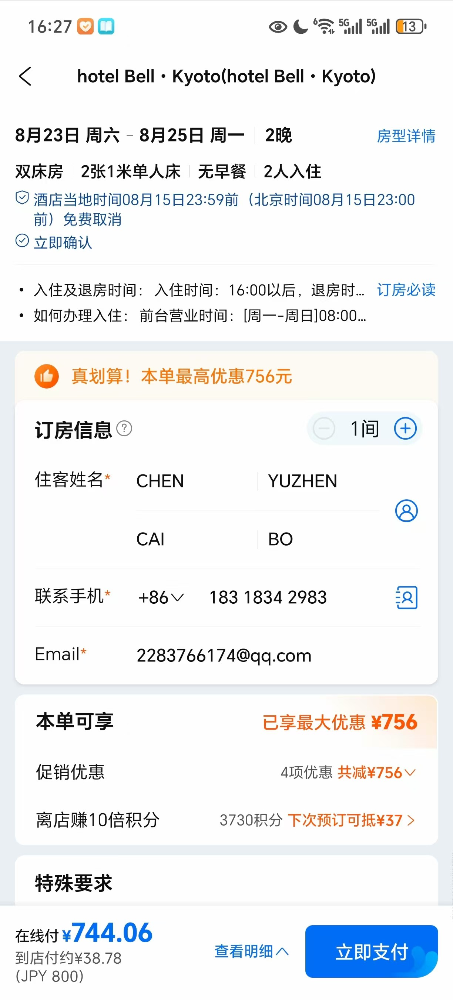 16:27
6 5G 5G 13
hotel Bell・Kyoto(hotel Bell・Kyoto)
8月23日 周六 – 8月25日 周一 2晚 房型详情
双床房 2张1米单人床 无早餐 2人入住
酒店当地时间08月15日23:59前（北京时间08月15日23:00
前）免费取消
立即确认
• 入住及退房时间： 入住时间：16:00以后，退房时... 订房必读
• 如何办理入住： 前台营业时间：[周一-周日]08:00...
真划算！本单最高优惠756元
订房信息 ? 1间
住客姓名* CHEN YUZHEN
CAI BO
联系手机* +86 183 1834 2983
Email* 2283766174@qq.com
本单可享 已享最大优惠 ¥756
促销优惠 4项优惠 共减¥756
离店赚10倍积分 3730积分 下次预订可抵¥37
特殊要求
在线付 ¥744.06 查看明细 立即支付
到店付约¥38.78
(JPY 800)